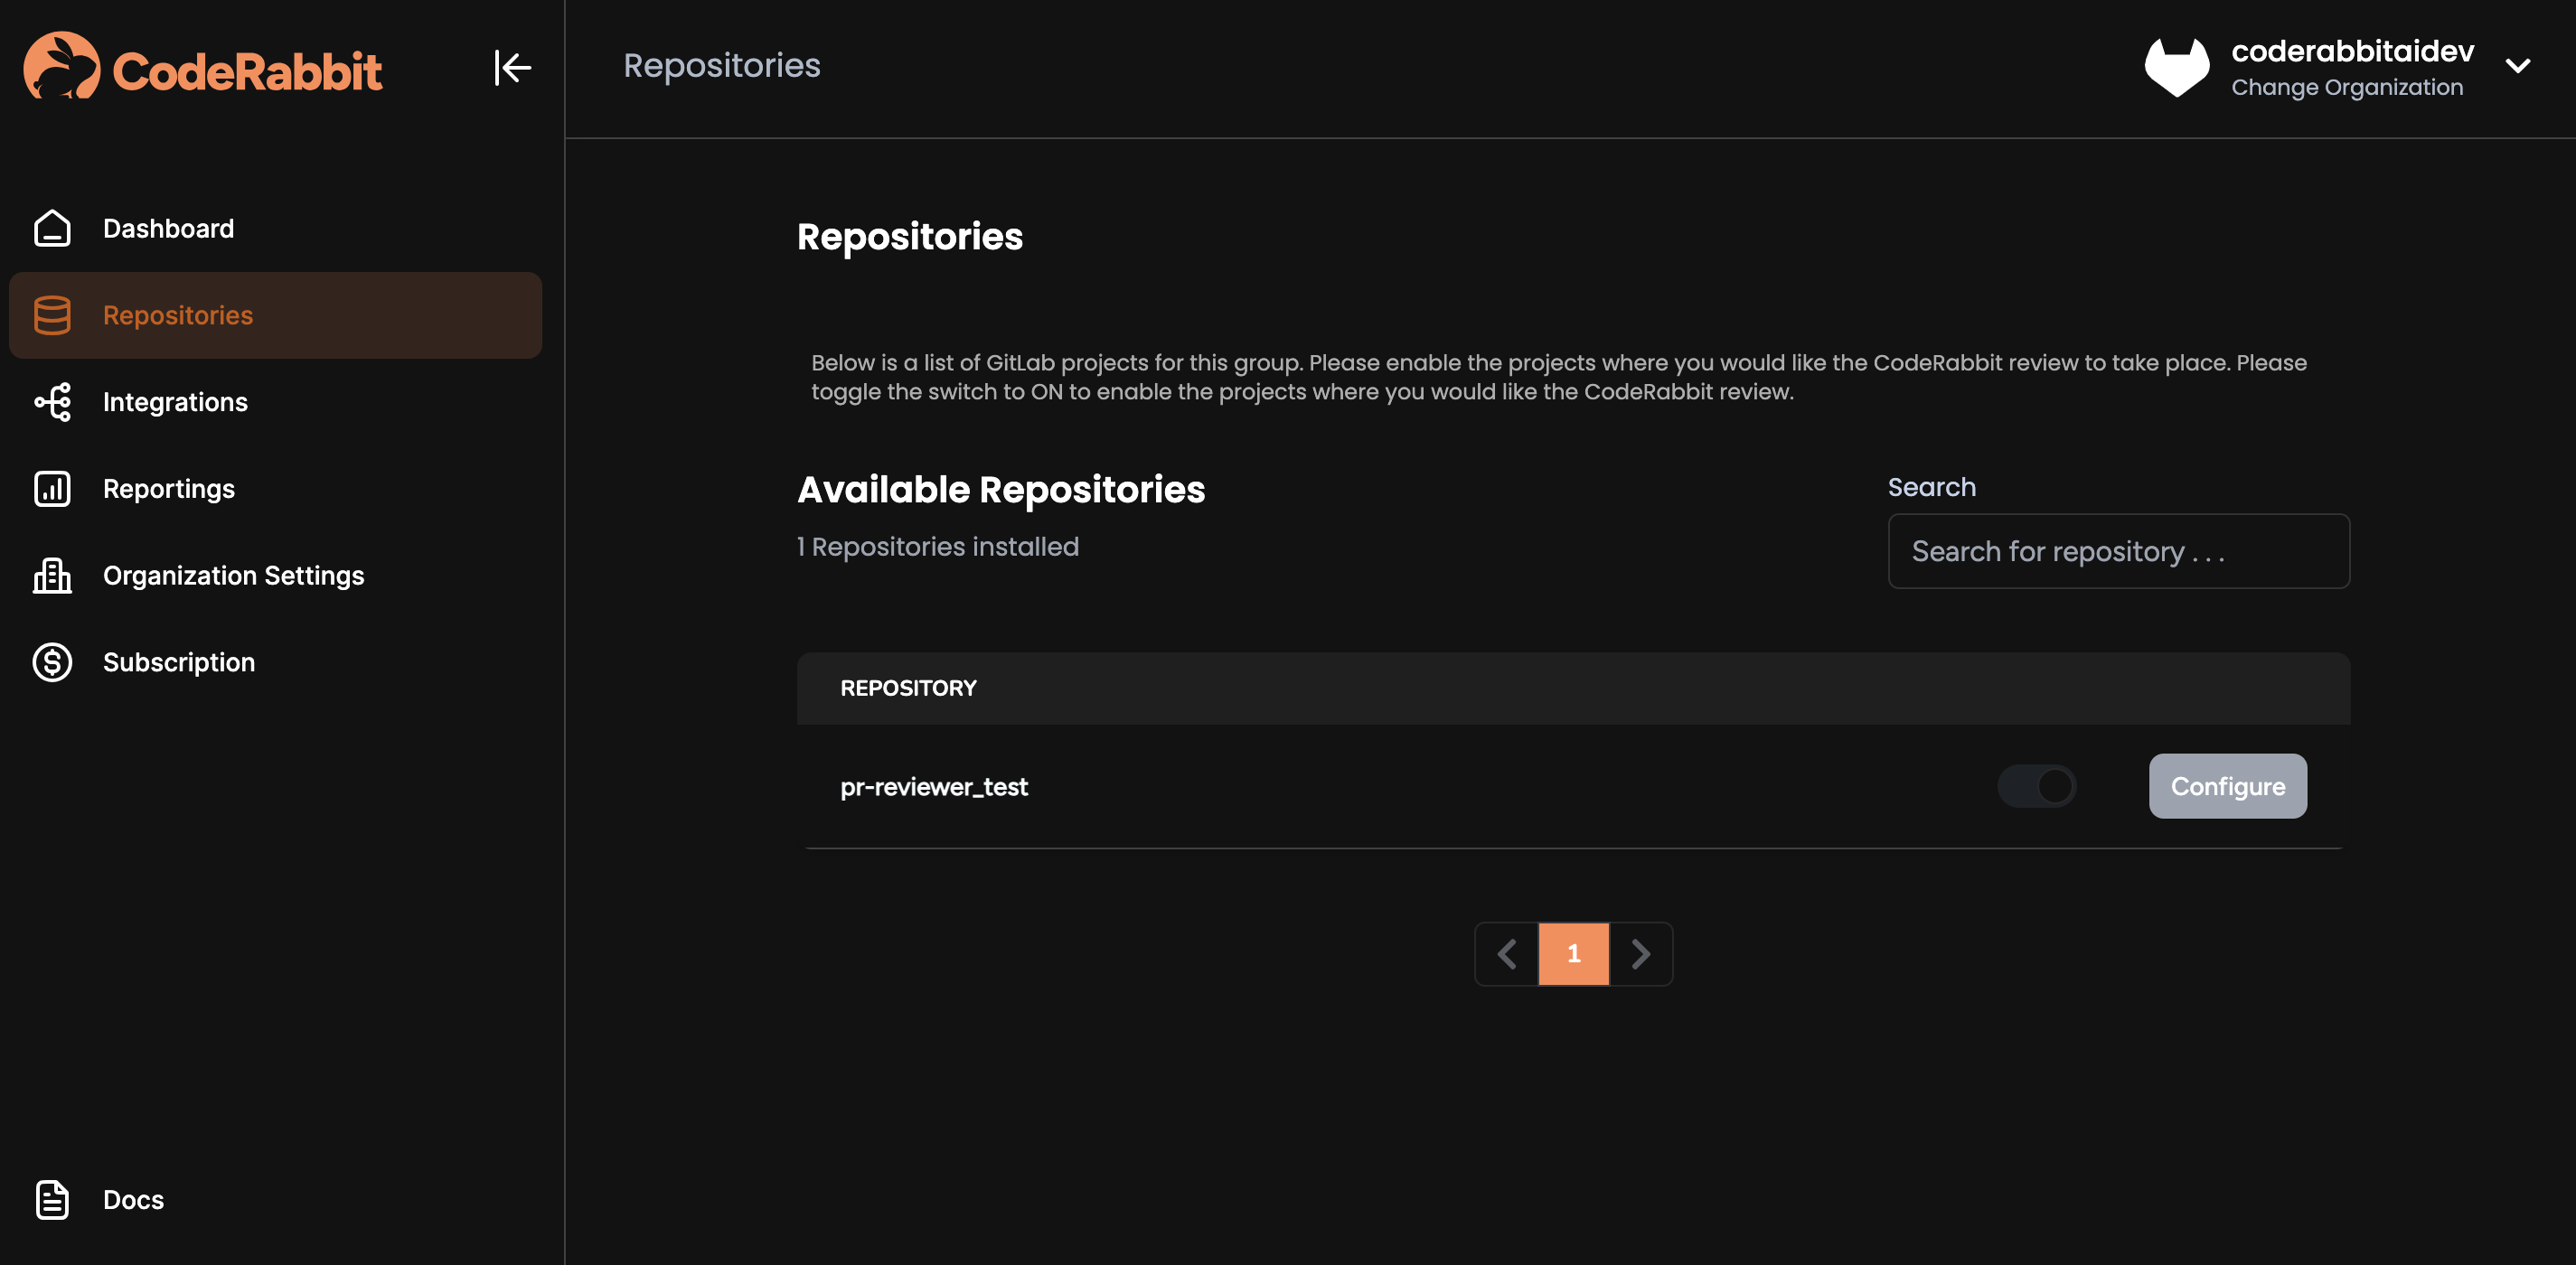 CodeRabbit
Repositories
coderabbitaidev
Change Organization
Dashboard
Repositories
Integrations
Reportings
Organization Settings
Subscription
Docs
Repositories
Below is a list of GitLab projects for this group. Please enable the projects where you would like the CodeRabbit review to take place. Please
toggle the switch to ON to enable the projects where you would like the CodeRabbit review.
Available Repositories
1 Repositories installed
Search
Search for repository . . .
REPOSITORY
pr-reviewer_test
Configure
1